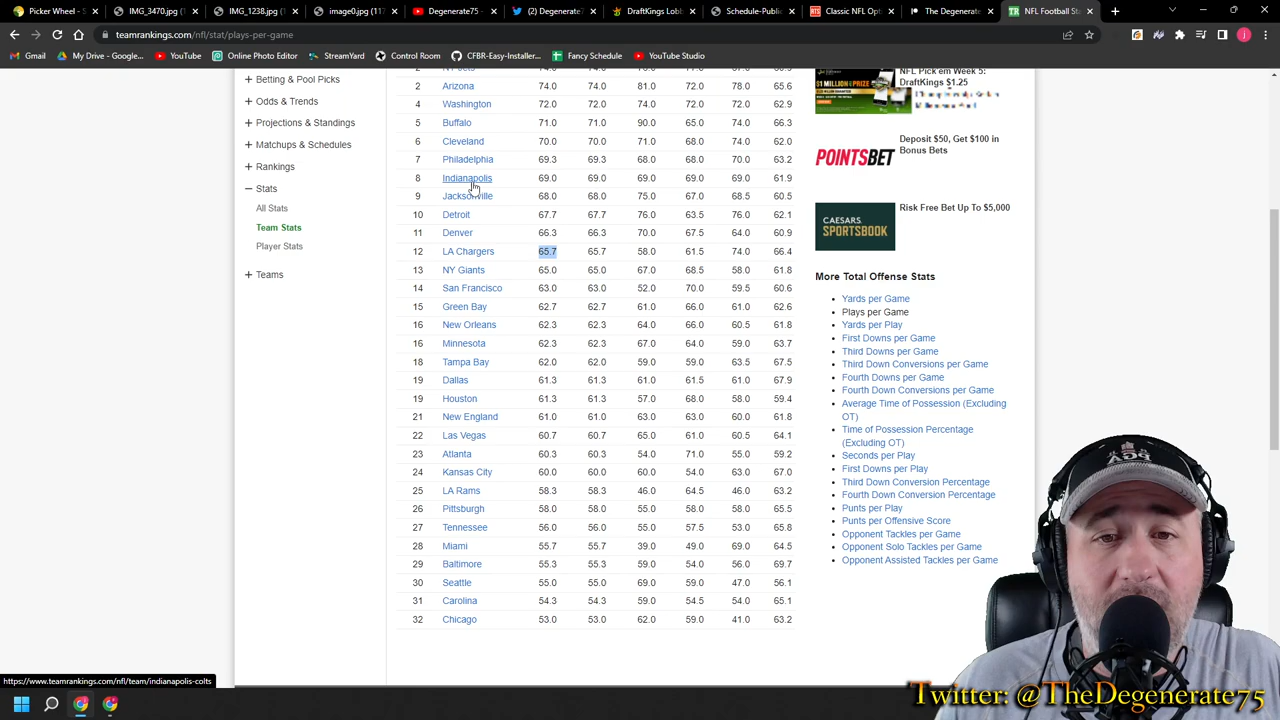 Picker Wheel - S
IMG_3470.jpg (1
IMG_1238.jpg (3
image0.jpg (117
Degenerate75 -
(2) Degenerate7
DraftKings Lobb
Schedule-Public
Classic NFL Opt
The Degenerate
NFL Football Sta
teamrankings.com/nfl/stat/plays-per-game
Gmail
My Drive - Google...
YouTube
Online Photo Editor
StreamYard
Control Room
CFBR-Easy-Installer...
Fancy Schedule
YouTube Studio
Betting & Pool Picks
Odds & Trends
Projections & Standings
Matchups & Schedules
Rankings
Stats
All Stats
Team Stats
Player Stats
Teams
2 Arizona 74.0 74.0 81.0 72.0 78.0 65.6
4 Washington 72.0 72.0 74.0 72.0 72.0 62.9
5 Buffalo 71.0 71.0 90.0 65.0 74.0 66.3
6 Cleveland 70.0 70.0 71.0 68.0 74.0 62.0
7 Philadelphia 69.3 69.3 68.0 68.0 70.0 63.2
8 Indianapolis 69.0 69.0 69.0 69.0 69.0 61.9
9 Jacksonville 68.0 68.0 75.0 67.0 68.5 60.5
10 Detroit 67.7 67.7 76.0 63.5 76.0 62.1
11 Denver 66.3 66.3 70.0 67.5 64.0 60.9
12 LA Chargers 65.7 65.7 58.0 61.5 74.0 66.4
13 NY Giants 65.0 65.0 67.0 68.5 58.0 61.8
14 San Francisco 63.0 63.0 52.0 70.0 59.5 60.6
15 Green Bay 62.7 62.7 61.0 66.0 61.0 62.6
16 New Orleans 62.3 62.3 64.0 66.0 60.5 61.8
16 Minnesota 62.3 62.3 67.0 64.0 59.0 63.7
18 Tampa Bay 62.0 62.0 59.0 59.0 63.5 67.5
19 Dallas 61.3 61.3 61.0 61.5 61.0 67.9
19 Houston 61.3 61.3 57.0 68.0 58.0 59.4
21 New England 61.0 61.0 63.0 63.0 60.0 61.8
22 Las Vegas 60.7 60.7 65.0 61.0 60.5 64.1
23 Atlanta 60.3 60.3 54.0 71.0 55.0 59.2
24 Kansas City 60.0 60.0 60.0 54.0 63.0 67.0
25 LA Rams 58.3 58.3 46.0 64.5 46.0 63.2
26 Pittsburgh 58.0 58.0 55.0 58.0 58.0 65.5
27 Tennessee 56.0 56.0 55.0 57.5 53.0 65.8
28 Miami 55.7 55.7 39.0 49.0 69.0 64.5
29 Baltimore 55.3 55.3 59.0 54.0 56.0 69.7
30 Seattle 55.0 55.0 69.0 59.0 47.0 56.1
31 Carolina 54.3 54.3 59.0 54.5 54.0 65.1
32 Chicago 53.0 53.0 62.0 59.0 41.0 63.2
NFL Pick'em Week 5:
DraftKings $1.25
$1 MILLION PRIZE
POINTSBET
Deposit $50, Get $100 in
Bonus Bets
CAESARS
SPORTSBOOK
Risk Free Bet Up To $5,000
More Total Offense Stats
Yards per Game
Plays per Game
Yards per Play
First Downs per Game
Third Downs per Game
Third Down Conversions per Game
Fourth Downs per Game
Fourth Down Conversions per Game
Average Time of Possession (Excluding
OT)
Time of Possession Percentage
(Excluding OT)
Seconds per Play
First Downs per Play
Third Down Conversion Percentage
Fourth Down Conversion Percentage
Punts per Play
Punts per Offensive Score
Opponent Tackles per Game
Opponent Solo Tackles per Game
Opponent Assisted Tackles per Game
https://www.teamrankings.com/nfl/team/indianapolis-colts
Twitter: @TheDegenerate75